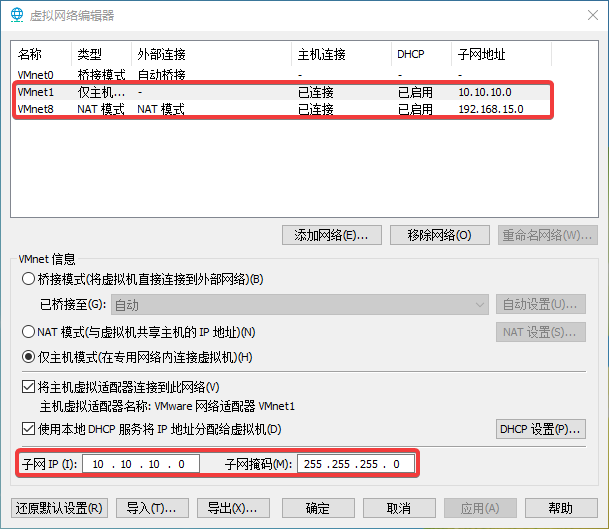 虚拟网络编辑器
名称 类型 外部连接 主机连接 DHCP 子网地址
VMnet0 桥接模式 自动桥接 - - -
VMnet1 仅主机... - 已连接 已启用 10.10.10.0
VMnet8 NAT 模式 NAT 模式 已连接 已启用 192.168.15.0
添加网络(E)... 移除网络(O) 重命名网络(W)...
VMnet 信息
桥接模式(将虚拟机直接连接到外部网络)(B)
已桥接至(G): 自动 自动设置(U)...
NAT 模式(与虚拟机共享主机的 IP 地址)(N) NAT 设置(S)...
仅主机模式(在专用网络内连接虚拟机)(H)
将主机虚拟适配器连接到此网络(V)
主机虚拟适配器名称: VMware 网络适配器 VMnet1
使用本地 DHCP 服务将 IP 地址分配给虚拟机(D) DHCP 设置(P)...
子网 IP (I): 10 . 10 . 10 . 0 子网掩码(M): 255 .255 .255 . 0
还原默认设置(R) 导入(T)... 导出(X)... 确定 取消 应用(A) 帮助